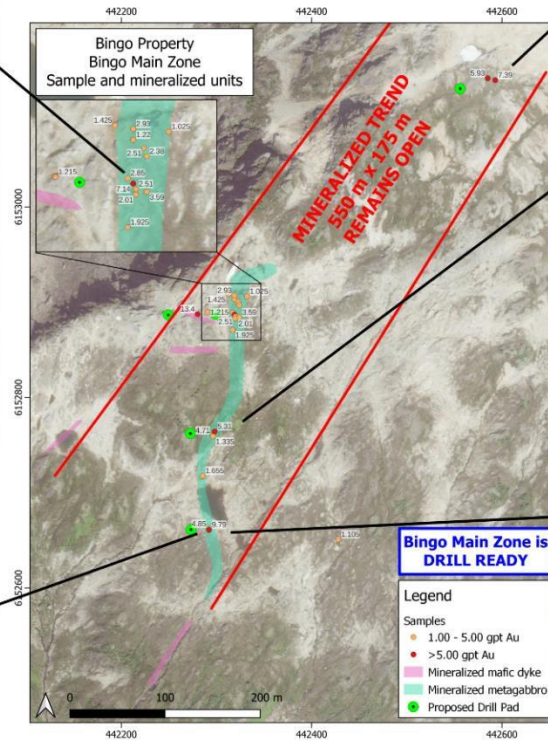 442200
442400
442600
Bingo Property
Bingo Main Zone
Sample and mineralized units
1.425
2.93
1.025
1.22
2.51
2.38
1.215
2.85
7.14
2.51
2.01
3.59
1.925
MINERALIZED TREND
550 m x 175 m
REMAINS OPEN
5.93
7.39
6153000
2.93
1.025
1.425
13.4
1.215
3.59
2.51
2.01
1.925
6152800
4.71
5.31
1.335
1.655
4.85
9.79
1.105
6152600
Bingo Main Zone is
DRILL READY
Legend
Samples
1.00 - 5.00 gpt Au
>5.00 gpt Au
Mineralized mafic dyke
Mineralized metagabbro
Proposed Drill Pad
0
100
200 m
442200
442400
442600